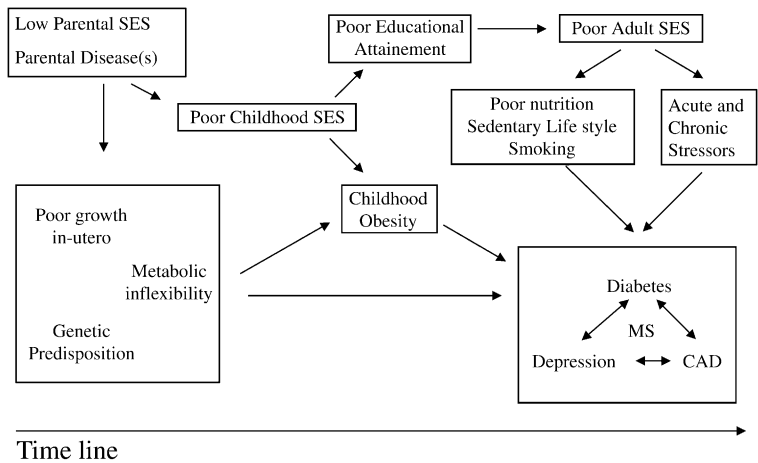 Low Parental SES
Parental Disease(s)
Poor Educational
Attainement
Poor Adult SES
Poor Childhood SES
Poor nutrition
Sedentary Life style
Smoking
Acute and
Chronic
Stressors
Poor growth
in-utero
Metabolic
inflexibility
Genetic
Predisposition
Childhood
Obesity
Diabetes
MS
Depression
CAD
Time line